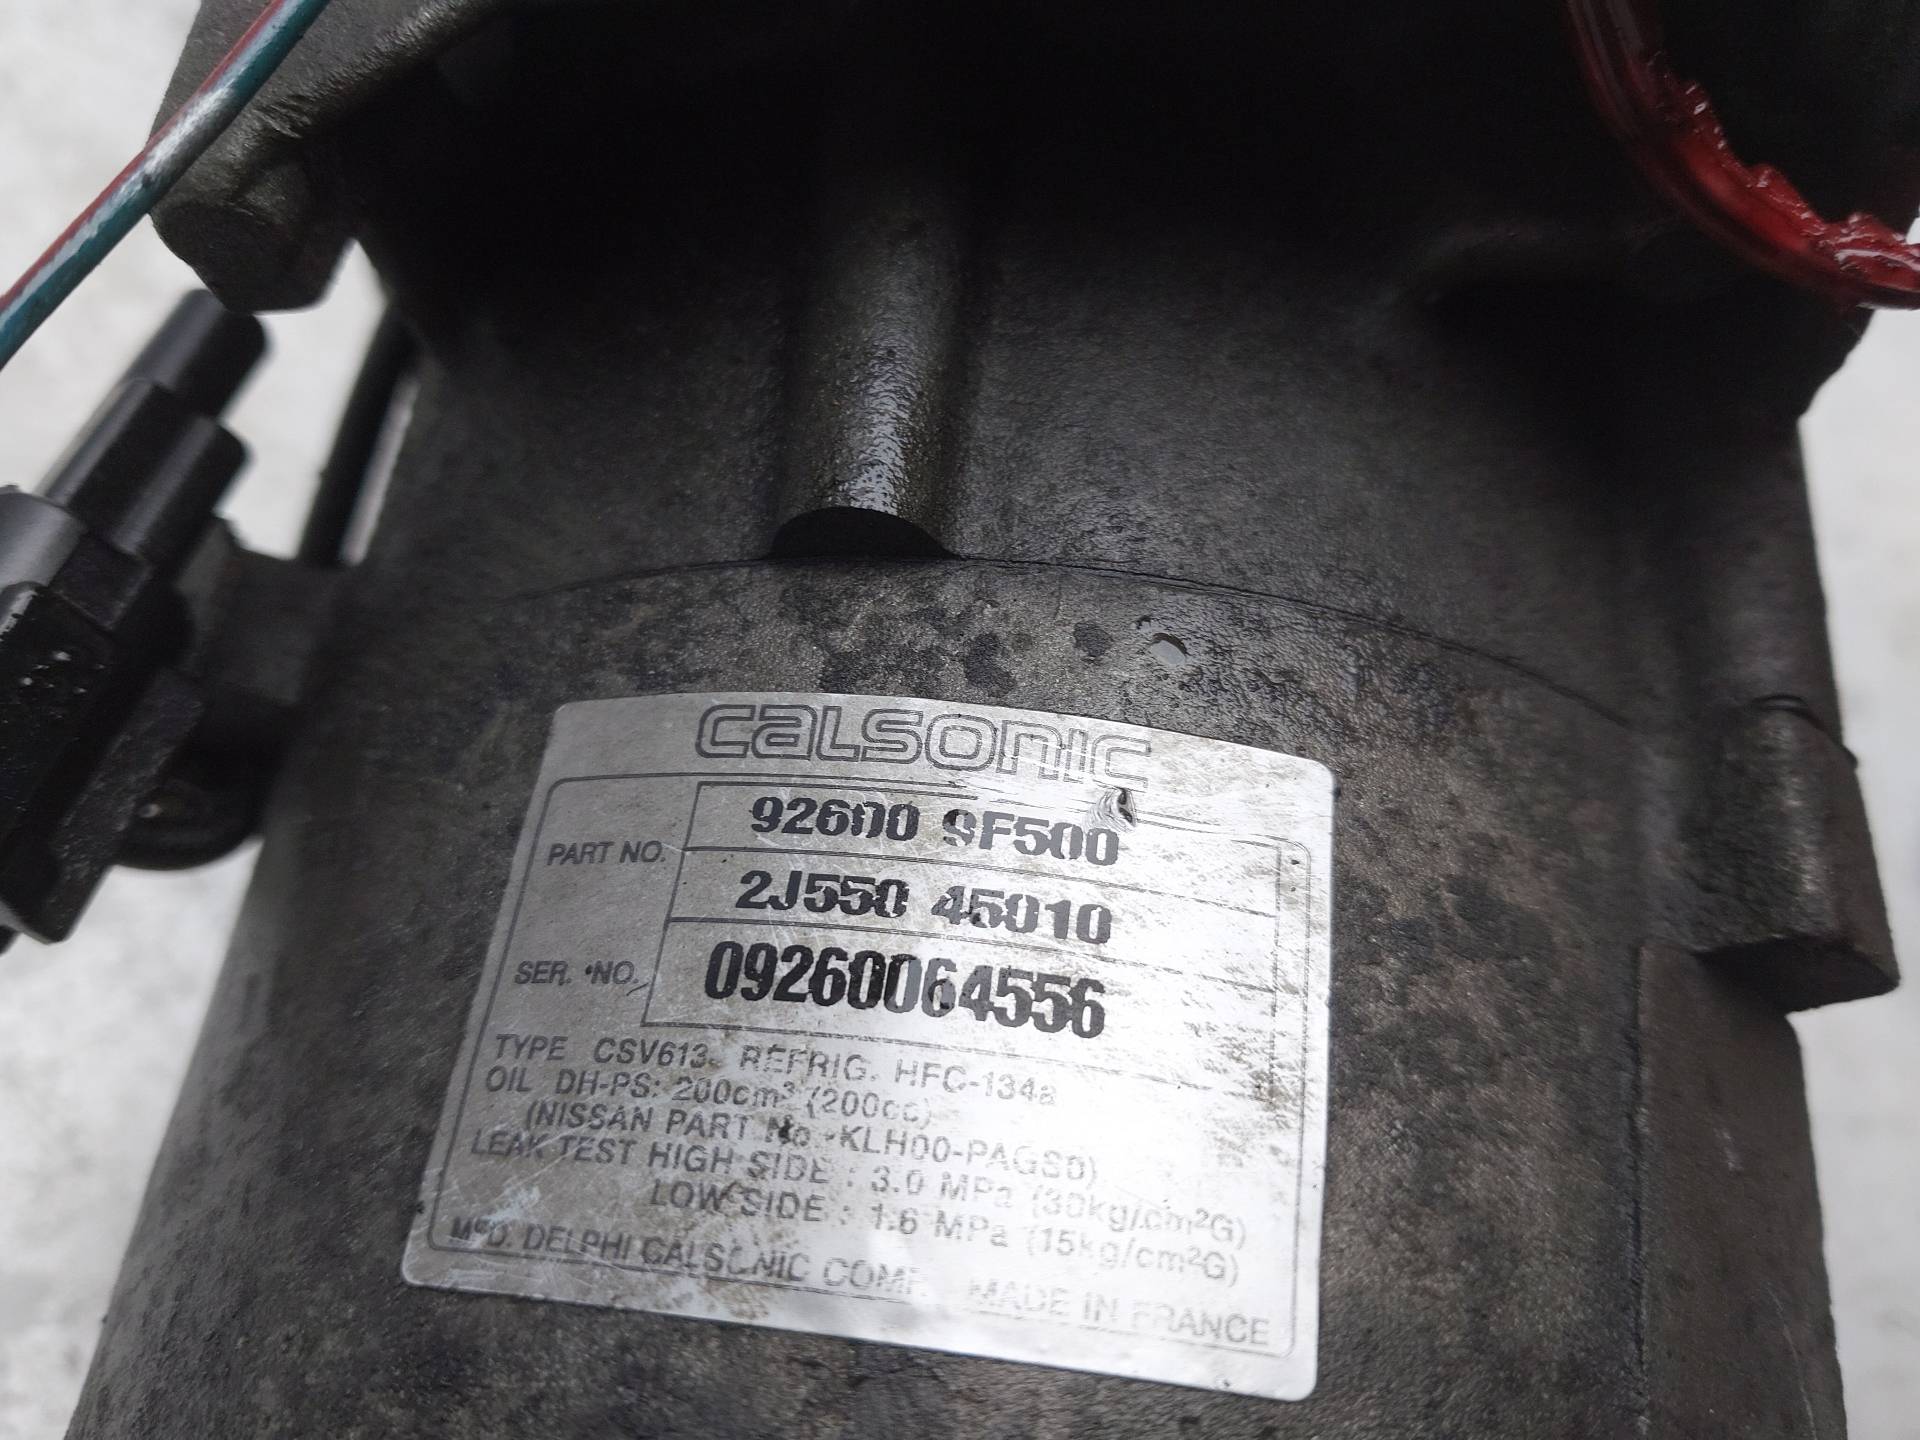 calsonic
PART NO. 92600 9F500
2J550 45010
SER. NO. 09260064556
TYPE CSV613 REFRIG. HFC-134a
OIL DH-PS: 200cm³ (200cc)
(NISSAN PART No. KLH00-PAGS0)
LEAK TEST HIGH SIDE : 3.0 MPa (30kg/cm²G)
LOW SIDE : 1.6 MPa (15kg/cm²G)
MFD. DELPHI CALSONIC COMP. MADE IN FRANCE